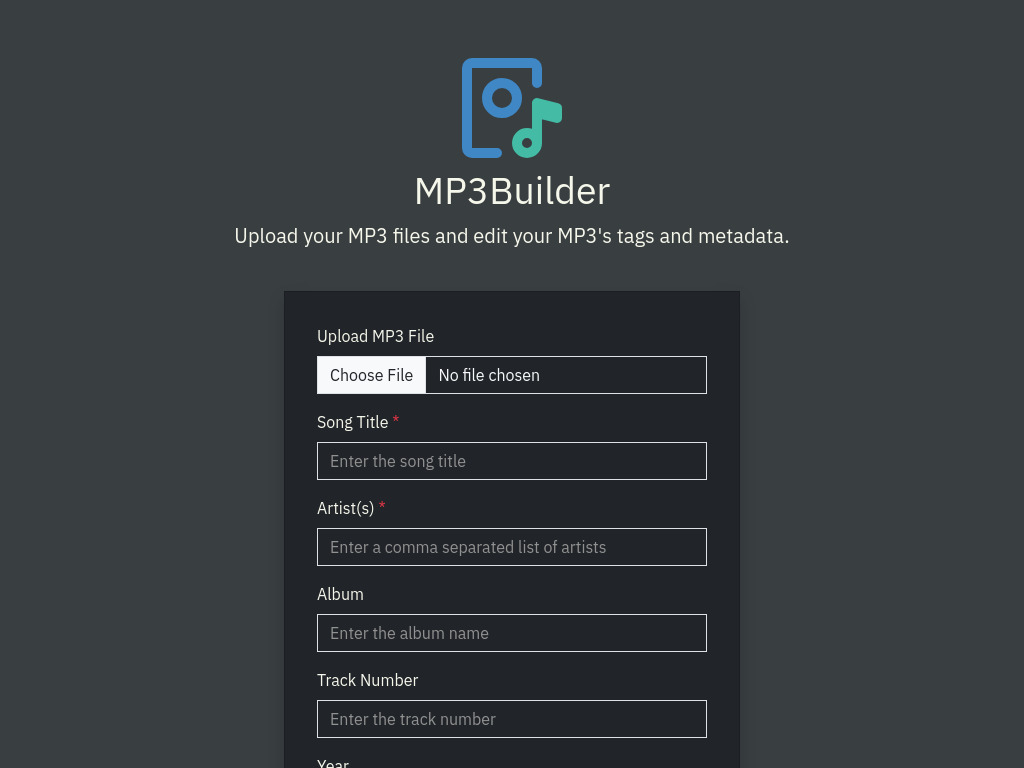 MP3Builder
Upload your MP3 files and edit your MP3's tags and metadata.
Upload MP3 File
Choose File No file chosen
Song Title *
Enter the song title
Artist(s) *
Enter a comma separated list of artists
Album
Enter the album name
Track Number
Enter the track number
Year